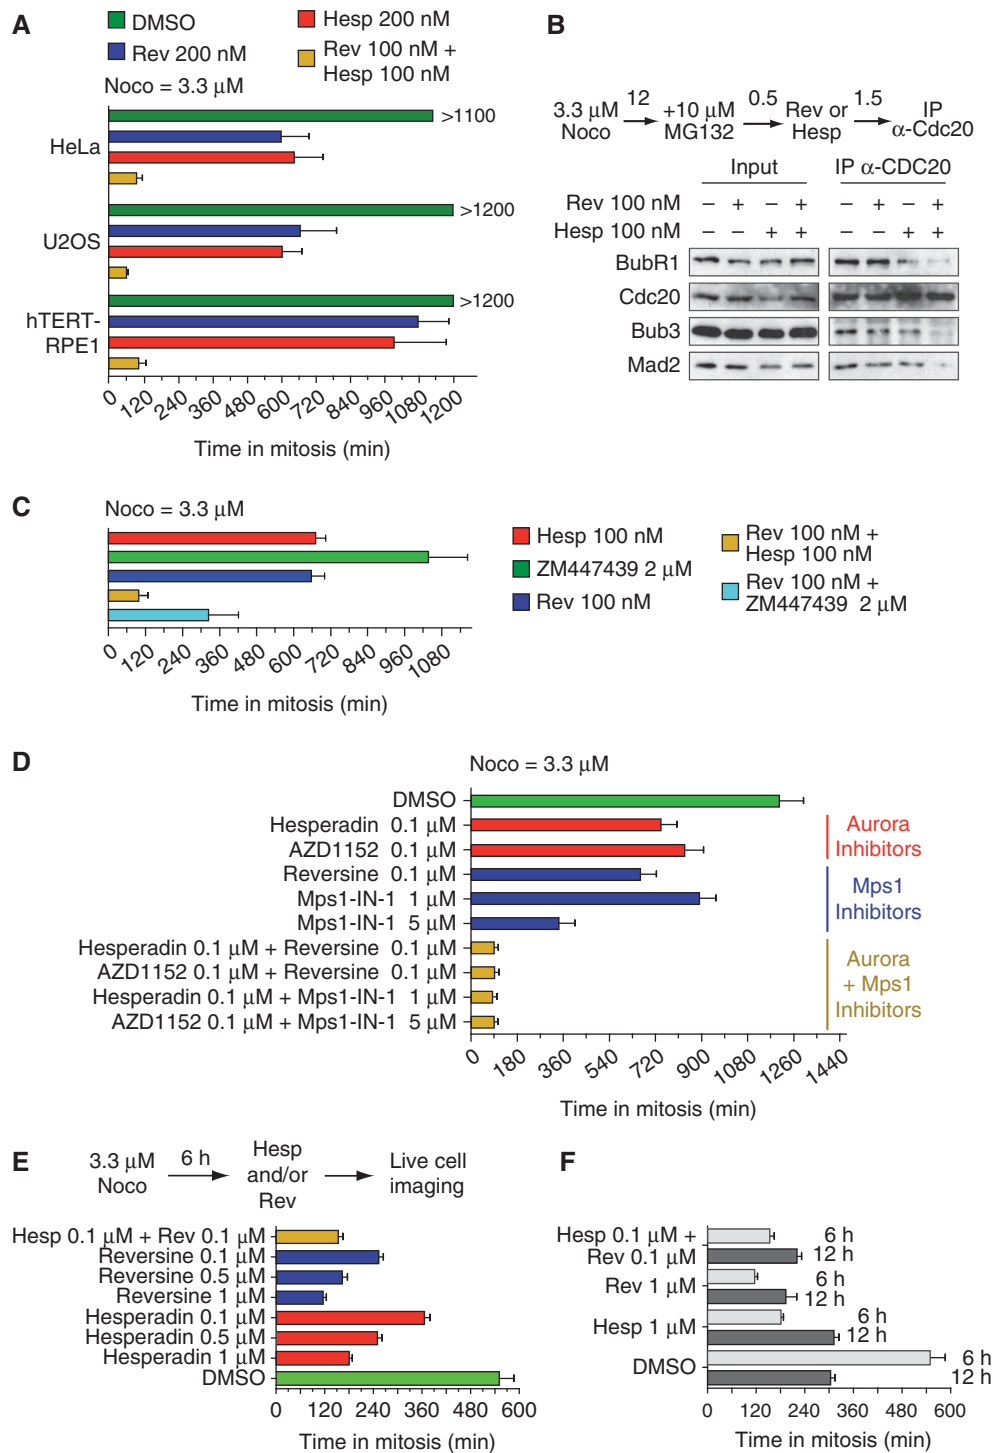 A
DMSO
Rev 200 nM
Hesp 200 nM
Rev 100 nM +
Hesp 100 nM
Noco = 3.3 μM
HeLa
>1100
U2OS
>1200
hTERT-
RPE1
>1200
0 120 240 360 480 600 720 840 960 1080 1200
Time in mitosis (min)
B
3.3 μM
Noco
12
+10 μM
MG132
0.5
Rev or
Hesp
1.5
IP
α-Cdc20
Input
IP α-CDC20
Rev 100 nM − + − + − + − +
Hesp 100 nM − − + + − − + +
BubR1
Cdc20
Bub3
Mad2
C
Noco = 3.3 μM
0 120 240 360 480 600 720 840 960 1080
Time in mitosis (min)
Hesp 100 nM
ZM447439 2 μM
Rev 100 nM
Rev 100 nM +
Hesp 100 nM
Rev 100 nM +
ZM447439 2 μM
D
Noco = 3.3 μM
DMSO
Hesperadin 0.1 μM
AZD1152 0.1 μM
Reversine 0.1 μM
Mps1-IN-1 1 μM
Mps1-IN-1 5 μM
Hesperadin 0.1 μM + Reversine 0.1 μM
AZD1152 0.1 μM + Reversine 0.1 μM
Hesperadin 0.1 μM + Mps1-IN-1 1 μM
AZD1152 0.1 μM + Mps1-IN-1 5 μM
Aurora
Inhibitors
Mps1
Inhibitors
Aurora
+ Mps1
Inhibitors
0 180 360 540 720 900 1080 1260 1440
Time in mitosis (min)
E
3.3 μM
Noco
6 h
Hesp
and/or
Rev
Live cell
imaging
Hesp 0.1 μM + Rev 0.1 μM
Reversine 0.1 μM
Reversine 0.5 μM
Reversine 1 μM
Hesperadin 0.1 μM
Hesperadin 0.5 μM
Hesperadin 1 μM
DMSO
0 120 240 360 480 600
Time in mitosis (min)
F
Hesp 0.1 μM +
Rev 0.1 μM
6 h
12 h
Rev 1 μM
6 h
12 h
Hesp 1 μM
6 h
12 h
DMSO
6 h
12 h
0 120 240 360 480 600
Time in mitosis (min)